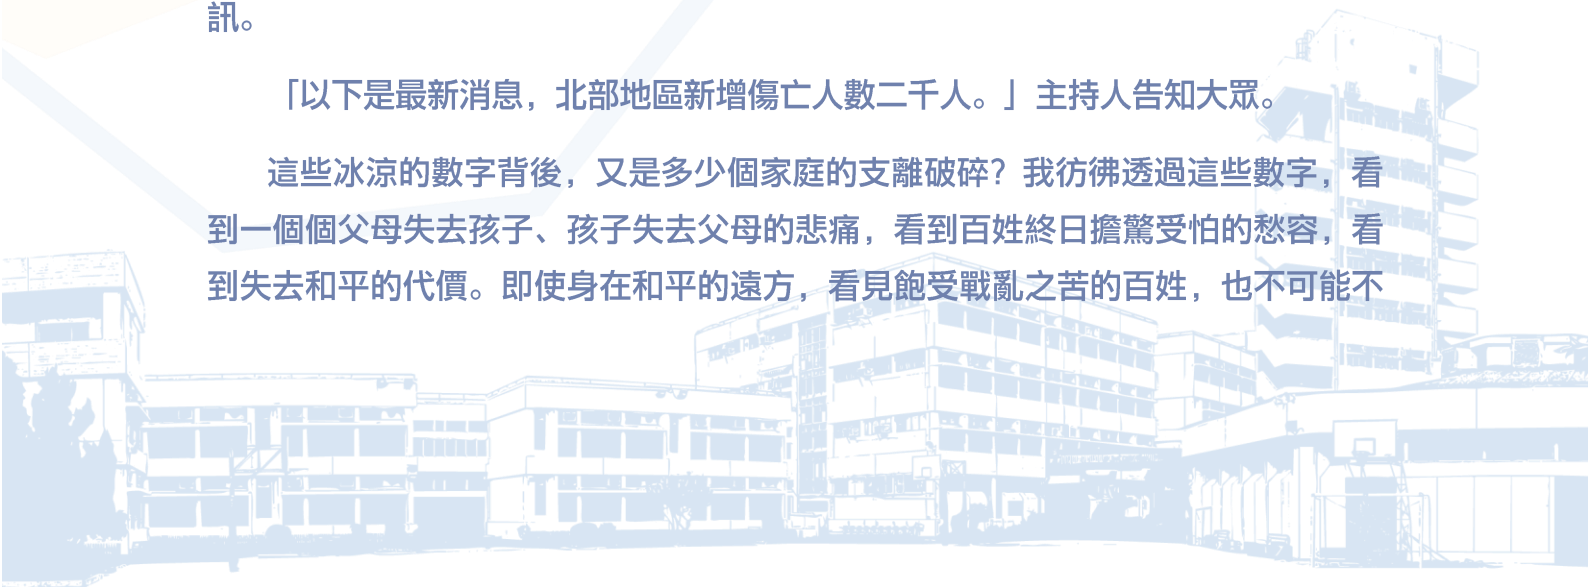 訊。
「以下是最新消息，北部地區新增傷亡人數二千人。」主持人告知大眾。
這些冰涼的數字背後，又是多少個家庭的支離破碎？我彷彿透過這些數字，看
到一個個父母失去孩子、孩子失去父母的悲痛，看到百姓終日擔驚受怕的愁容，看
到失去和平的代價。即使身在和平的遠方，看見飽受戰亂之苦的百姓，也不可能不